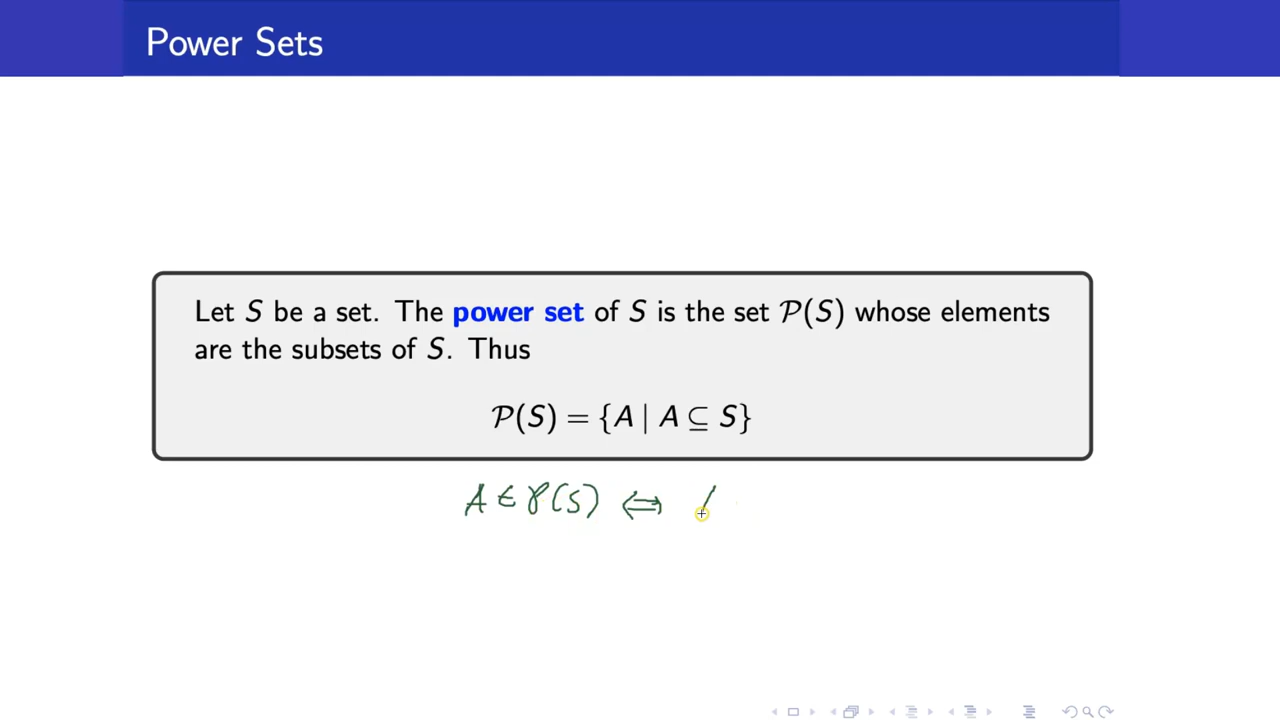 Power Sets
Let S be a set. The power set of S is the set 𝒫(S) whose elements
are the subsets of S. Thus
𝒫(S) = {A | A ⊆ S}
A ∈ 𝒫(S) ⇔